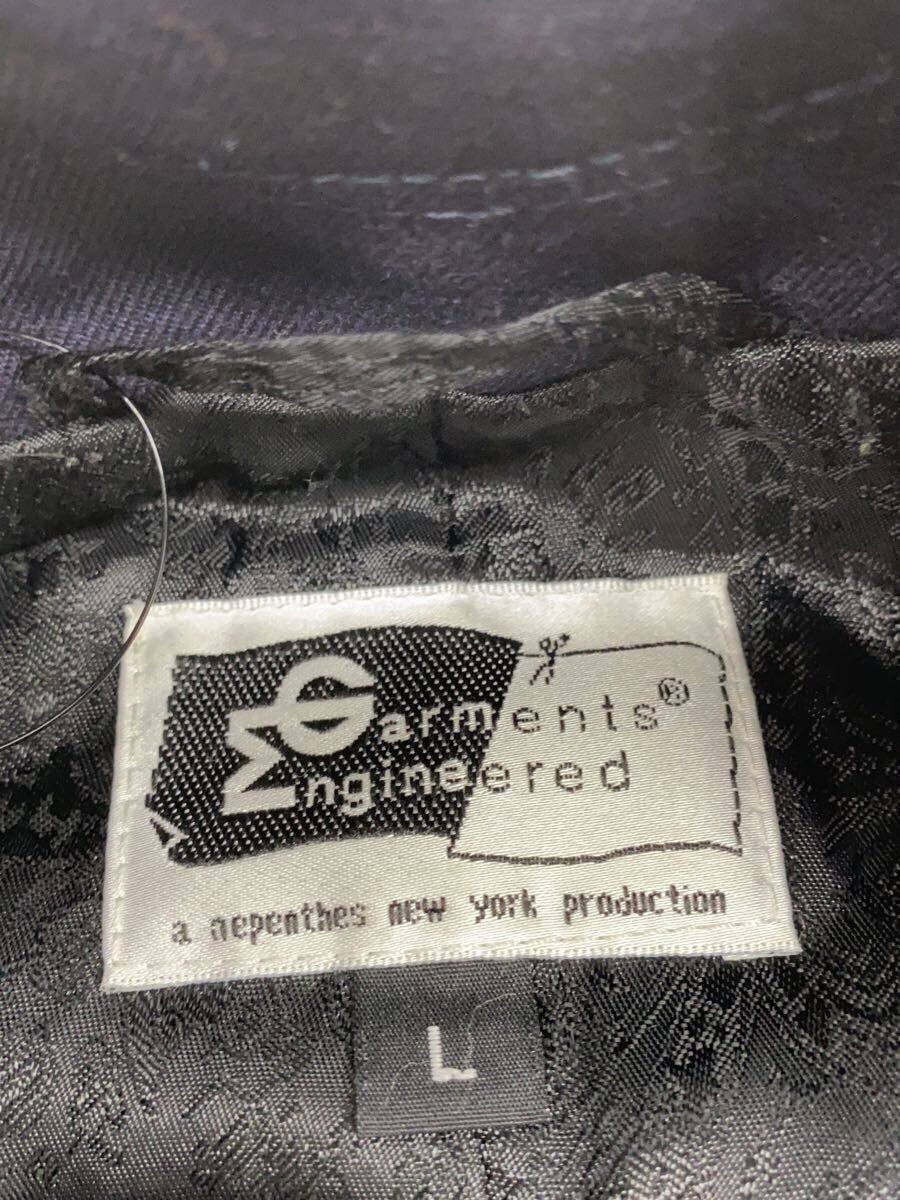 Garments®
Engineered
a nepenthes new york production
L